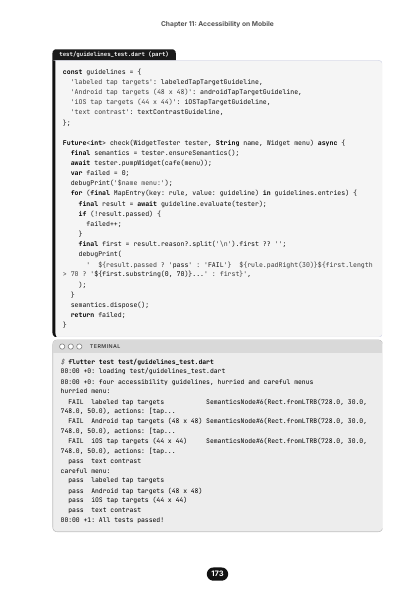 Chapter 11: Accessibility on Mobile
test/guidelines_test.dart (part)
const guidelines = {
  'labeled tap targets': labeledTapTargetGuideline,
  'Android tap targets (48 x 48)': androidTapTargetGuideline,
  'iOS tap targets (44 x 44)': iOSTapTargetGuideline,
  'text contrast': textContrastGuideline,
};
Future<int> check(WidgetTester tester, String name, Widget menu) async {
  final semantics = tester.ensureSemantics();
  await tester.pumpWidget(cafe(menu));
  var failed = 0;
  debugPrint('$name menu:');
  for (final MapEntry(key: rule, value: guideline) in guidelines.entries) {
    final result = await guideline.evaluate(tester);
    if (!result.passed) {
      failed++;
    }
    final first = result.reason?.split('\n').first ?? '';
    debugPrint(
      '  ${result.passed ? 'pass' : 'FAIL'}  ${rule.padRight(30)}${first.length
> 70 ? '${first.substring(0, 70)}...' : first}',
    );
  }
  semantics.dispose();
  return failed;
}
TERMINAL
$ flutter test test/guidelines_test.dart
00:00 +0: loading test/guidelines_test.dart
00:00 +0: four accessibility guidelines, hurried and careful menus
hurried menu:
  FAIL  labeled tap targets           SemanticsNode#6(Rect.fromLTRB(728.0, 30.0,
748.0, 50.0), actions: [tap...
  FAIL  Android tap targets (48 x 48) SemanticsNode#6(Rect.fromLTRB(728.0, 30.0,
748.0, 50.0), actions: [tap...
  FAIL  iOS tap targets (44 x 44)     SemanticsNode#6(Rect.fromLTRB(728.0, 30.0,
748.0, 50.0), actions: [tap...
  pass  text contrast
careful menu:
  pass  labeled tap targets
  pass  Android tap targets (48 x 48)
  pass  iOS tap targets (44 x 44)
  pass  text contrast
00:00 +1: All tests passed!
173